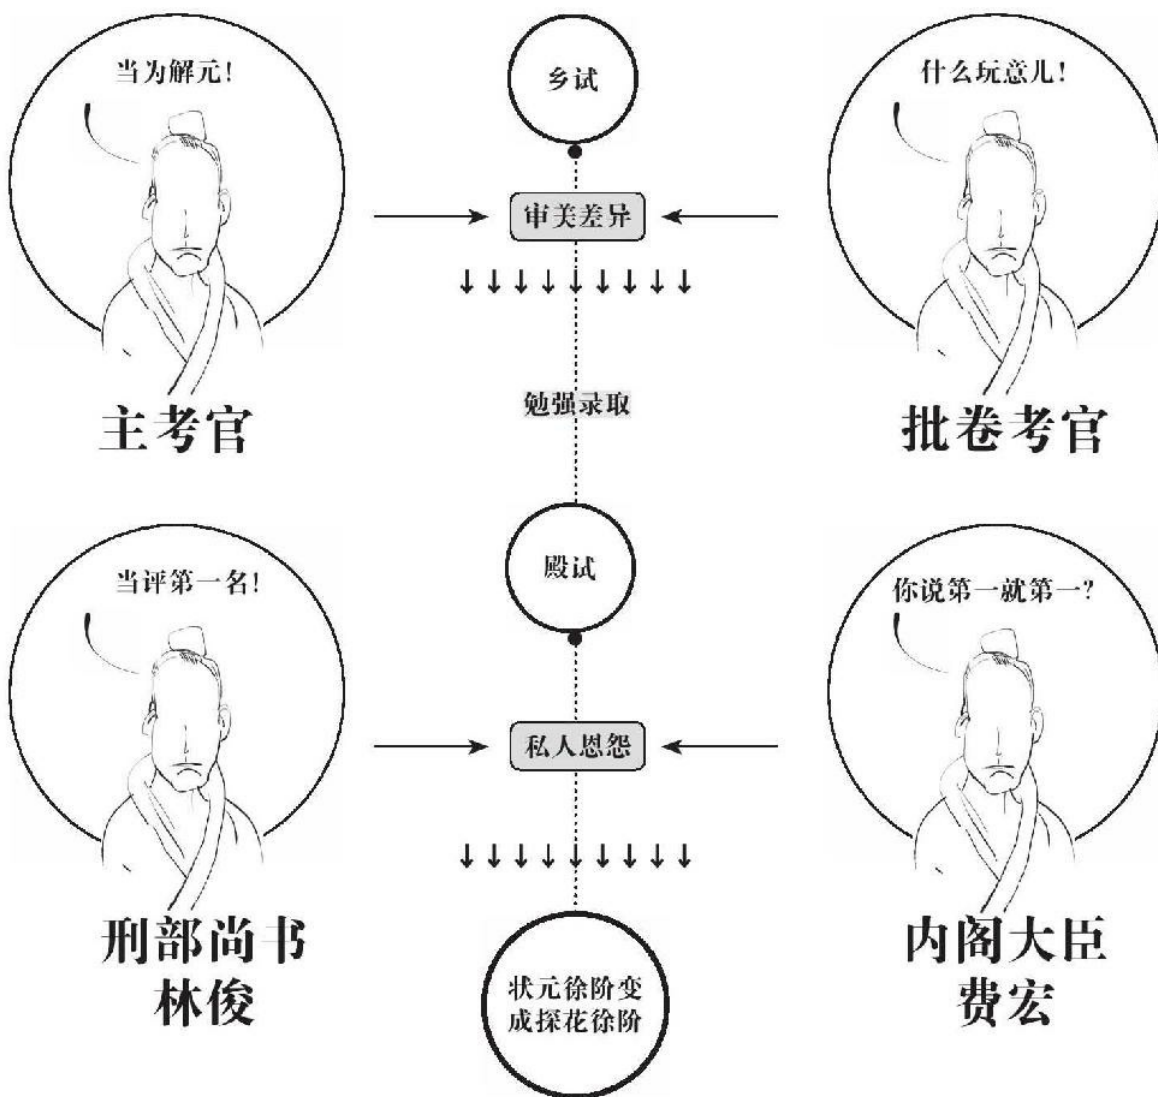 当为解元！
乡试
什么玩意儿！
审美差异
勉强录取
主考官
批卷考官
当评第一名！
殿试
你说第一就第一？
私人恩怨
刑部尚书
林俊
状元徐阶变
成探花徐阶
内阁大臣
费宏